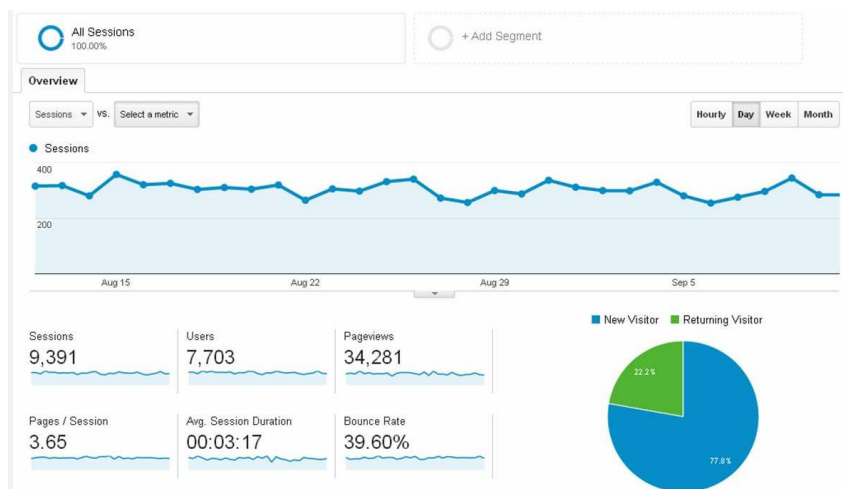 All Sessions
100.00%
+ Add Segment
Overview
Sessions VS. Select a metric
Hourly Day Week Month
Sessions
400
200
Aug 15 Aug 22 Aug 29 Sep 5
New Visitor Returning Visitor
Sessions Users Pageviews
9,391 7,703 34,281
22.2%
Pages / Session Avg. Session Duration Bounce Rate
3.65 00:03:17 39.60%
77.8%